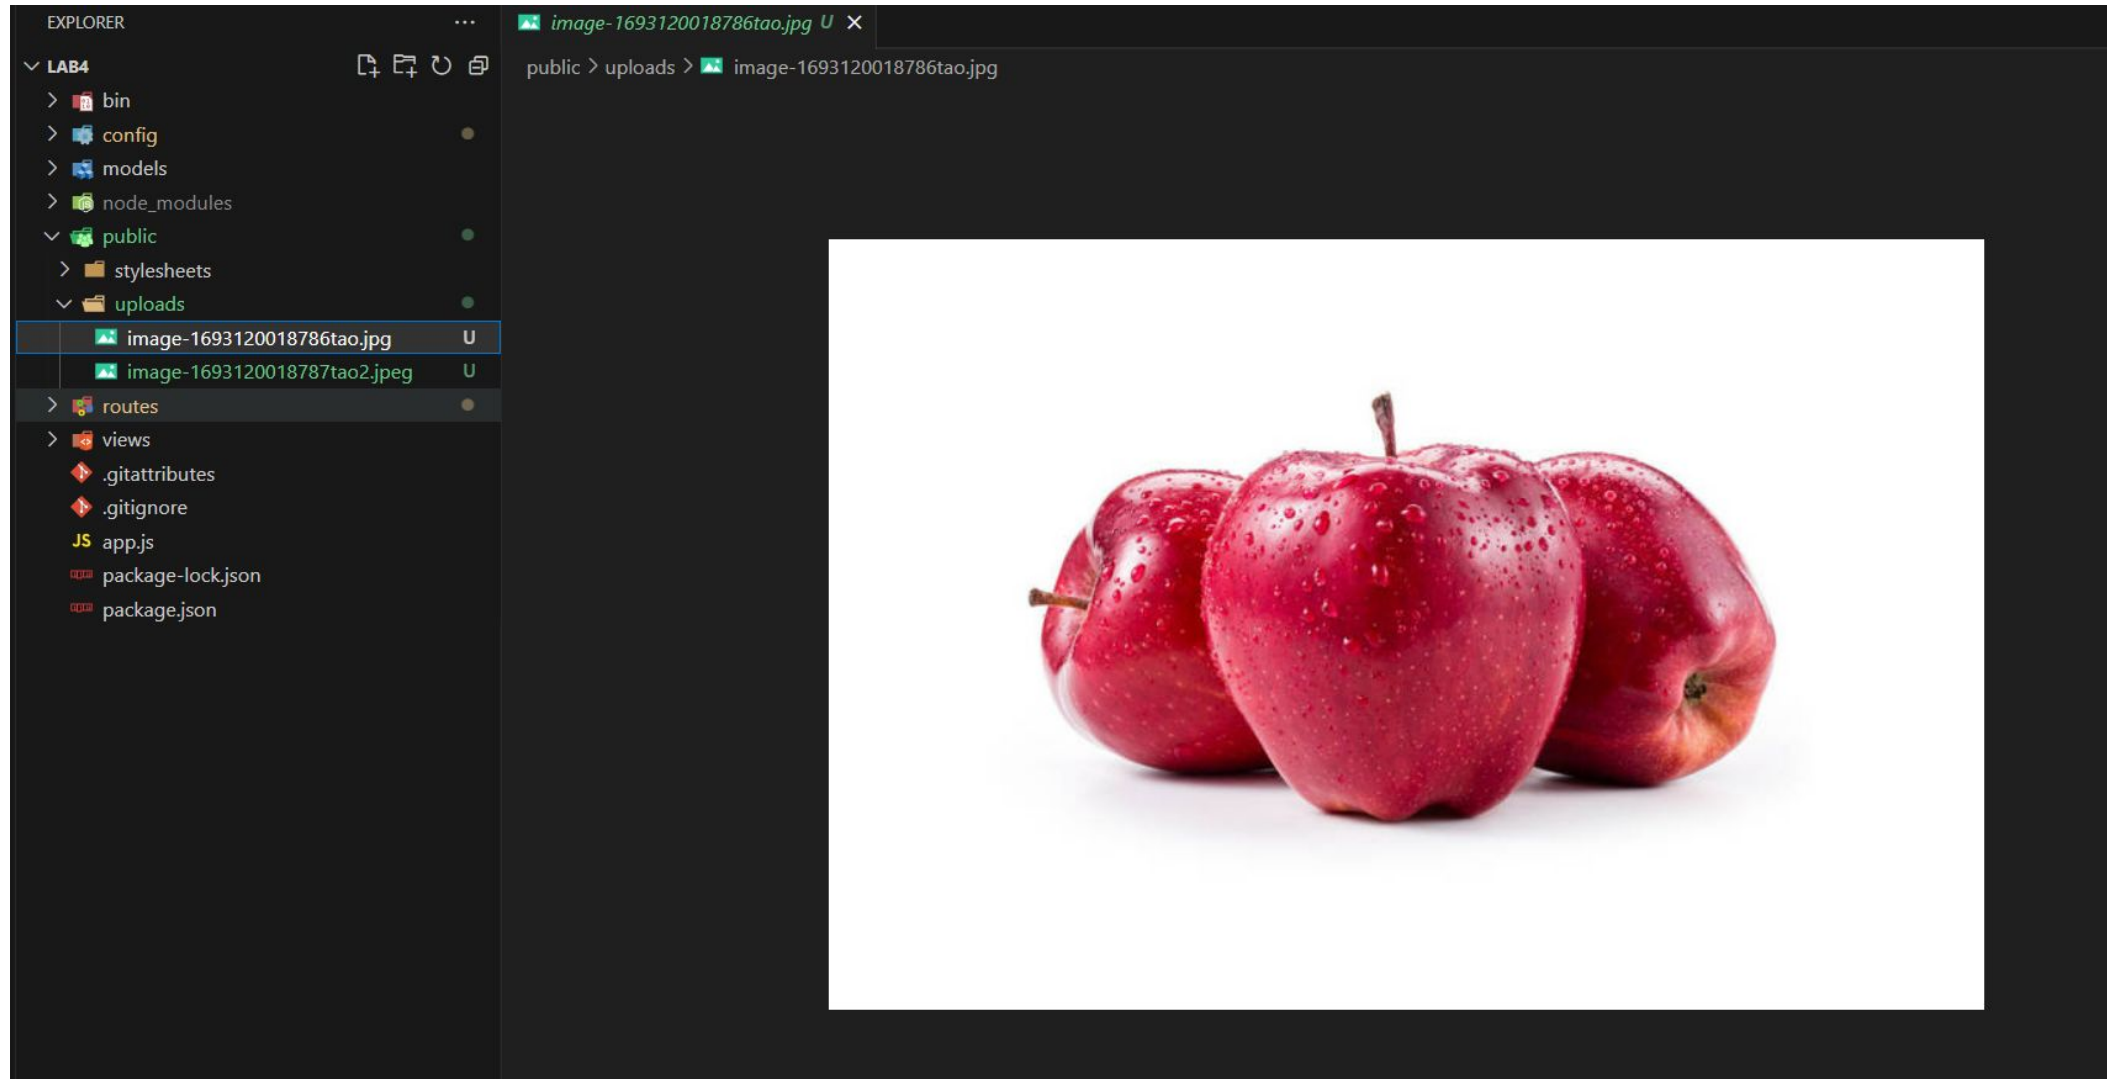 EXPLORER
LAB4
bin
config
models
node_modules
public
stylesheets
uploads
image-1693120018786tao.jpg U
image-1693120018787tao2.jpeg U
routes
views
.gitattributes
.gitignore
JS app.js
package-lock.json
package.json
image-1693120018786tao.jpg U
public > uploads > image-1693120018786tao.jpg